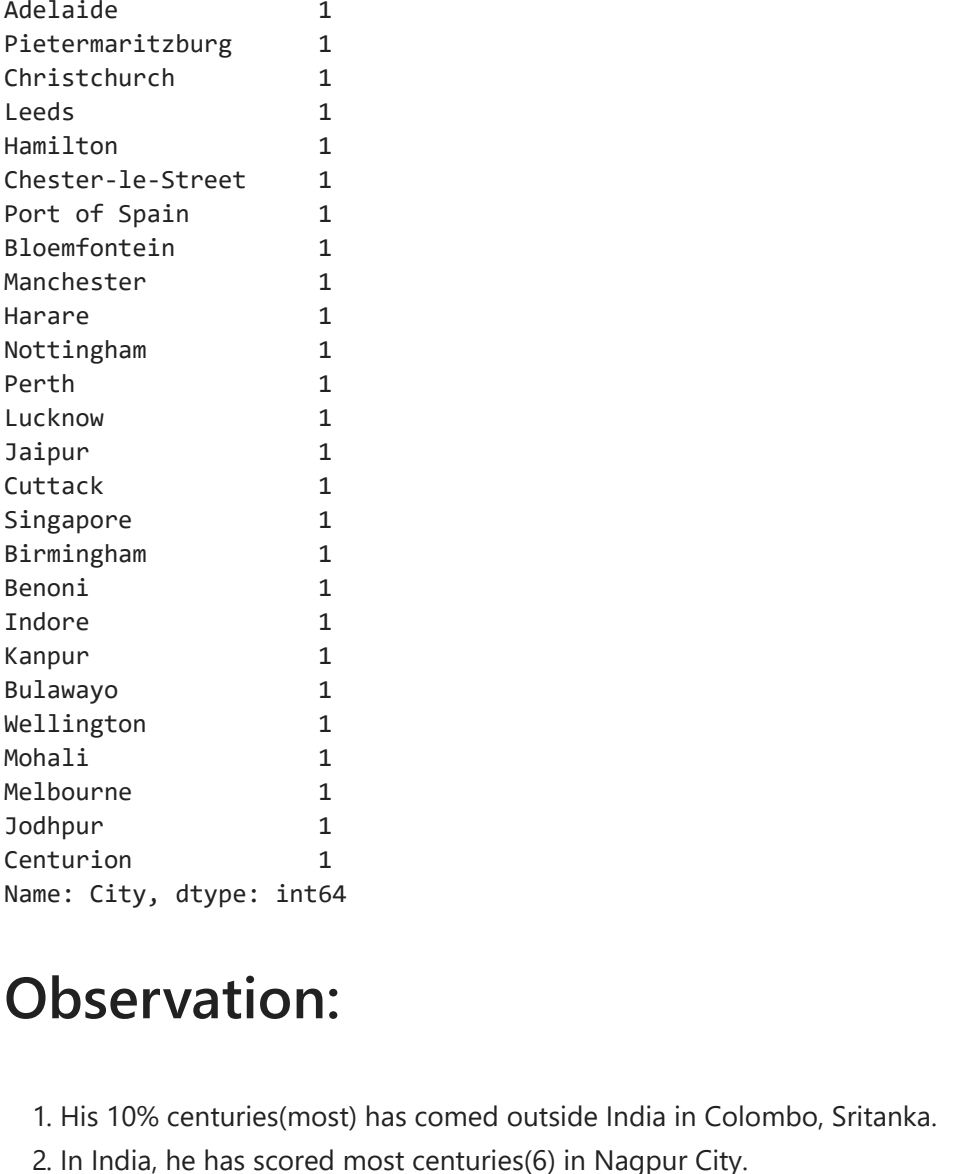 Adelaide 1
Pietermaritzburg 1
Christchurch 1
Leeds 1
Hamilton 1
Chester-le-Street 1
Port of Spain 1
Bloemfontein 1
Manchester 1
Harare 1
Nottingham 1
Perth 1
Lucknow 1
Jaipur 1
Cuttack 1
Singapore 1
Birmingham 1
Benoni 1
Indore 1
Kanpur 1
Bulawayo 1
Wellington 1
Mohali 1
Melbourne 1
Jodhpur 1
Centurion 1
Name: City, dtype: int64
Observation:
1. His 10% centuries(most) has comed outside India in Colombo, Sritanka.
2. In India, he has scored most centuries(6) in Nagpur City.